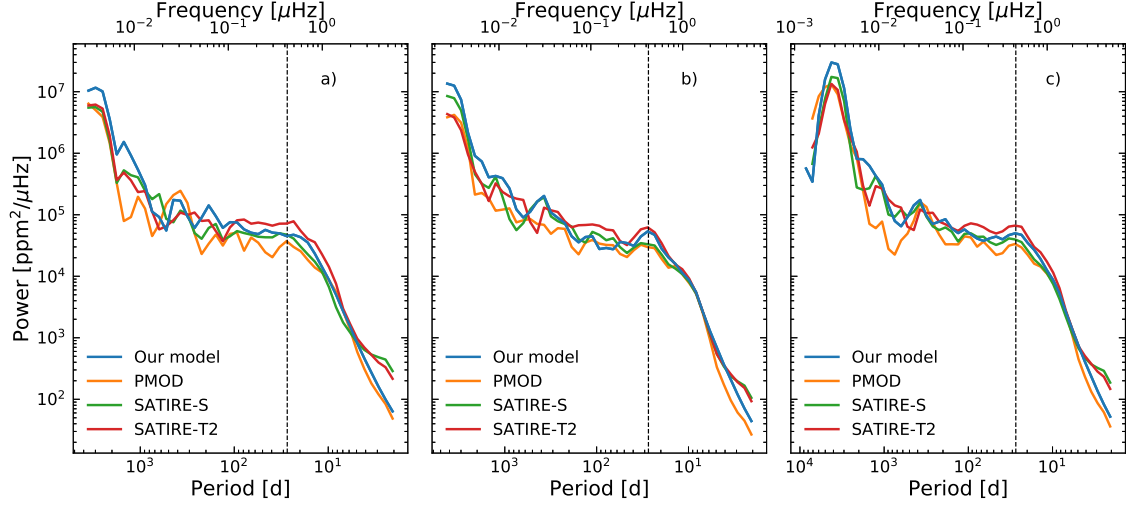 Frequency [μHz] Frequency [μHz] Frequency [μHz]
10⁻² 10⁻¹ 10⁰ 10⁻² 10⁻¹ 10⁰ 10⁻³ 10⁻² 10⁻¹ 10⁰
a) b) c)
10⁷
10⁶
10⁵
10⁴
10³
10²
Power [ppm²/μHz]
Our model Our model Our model
PMOD PMOD PMOD
SATIRE-S SATIRE-S SATIRE-S
SATIRE-T2 SATIRE-T2 SATIRE-T2
10³ 10² 10¹ 10³ 10² 10¹ 10⁴ 10³ 10² 10¹
Period [d] Period [d] Period [d]